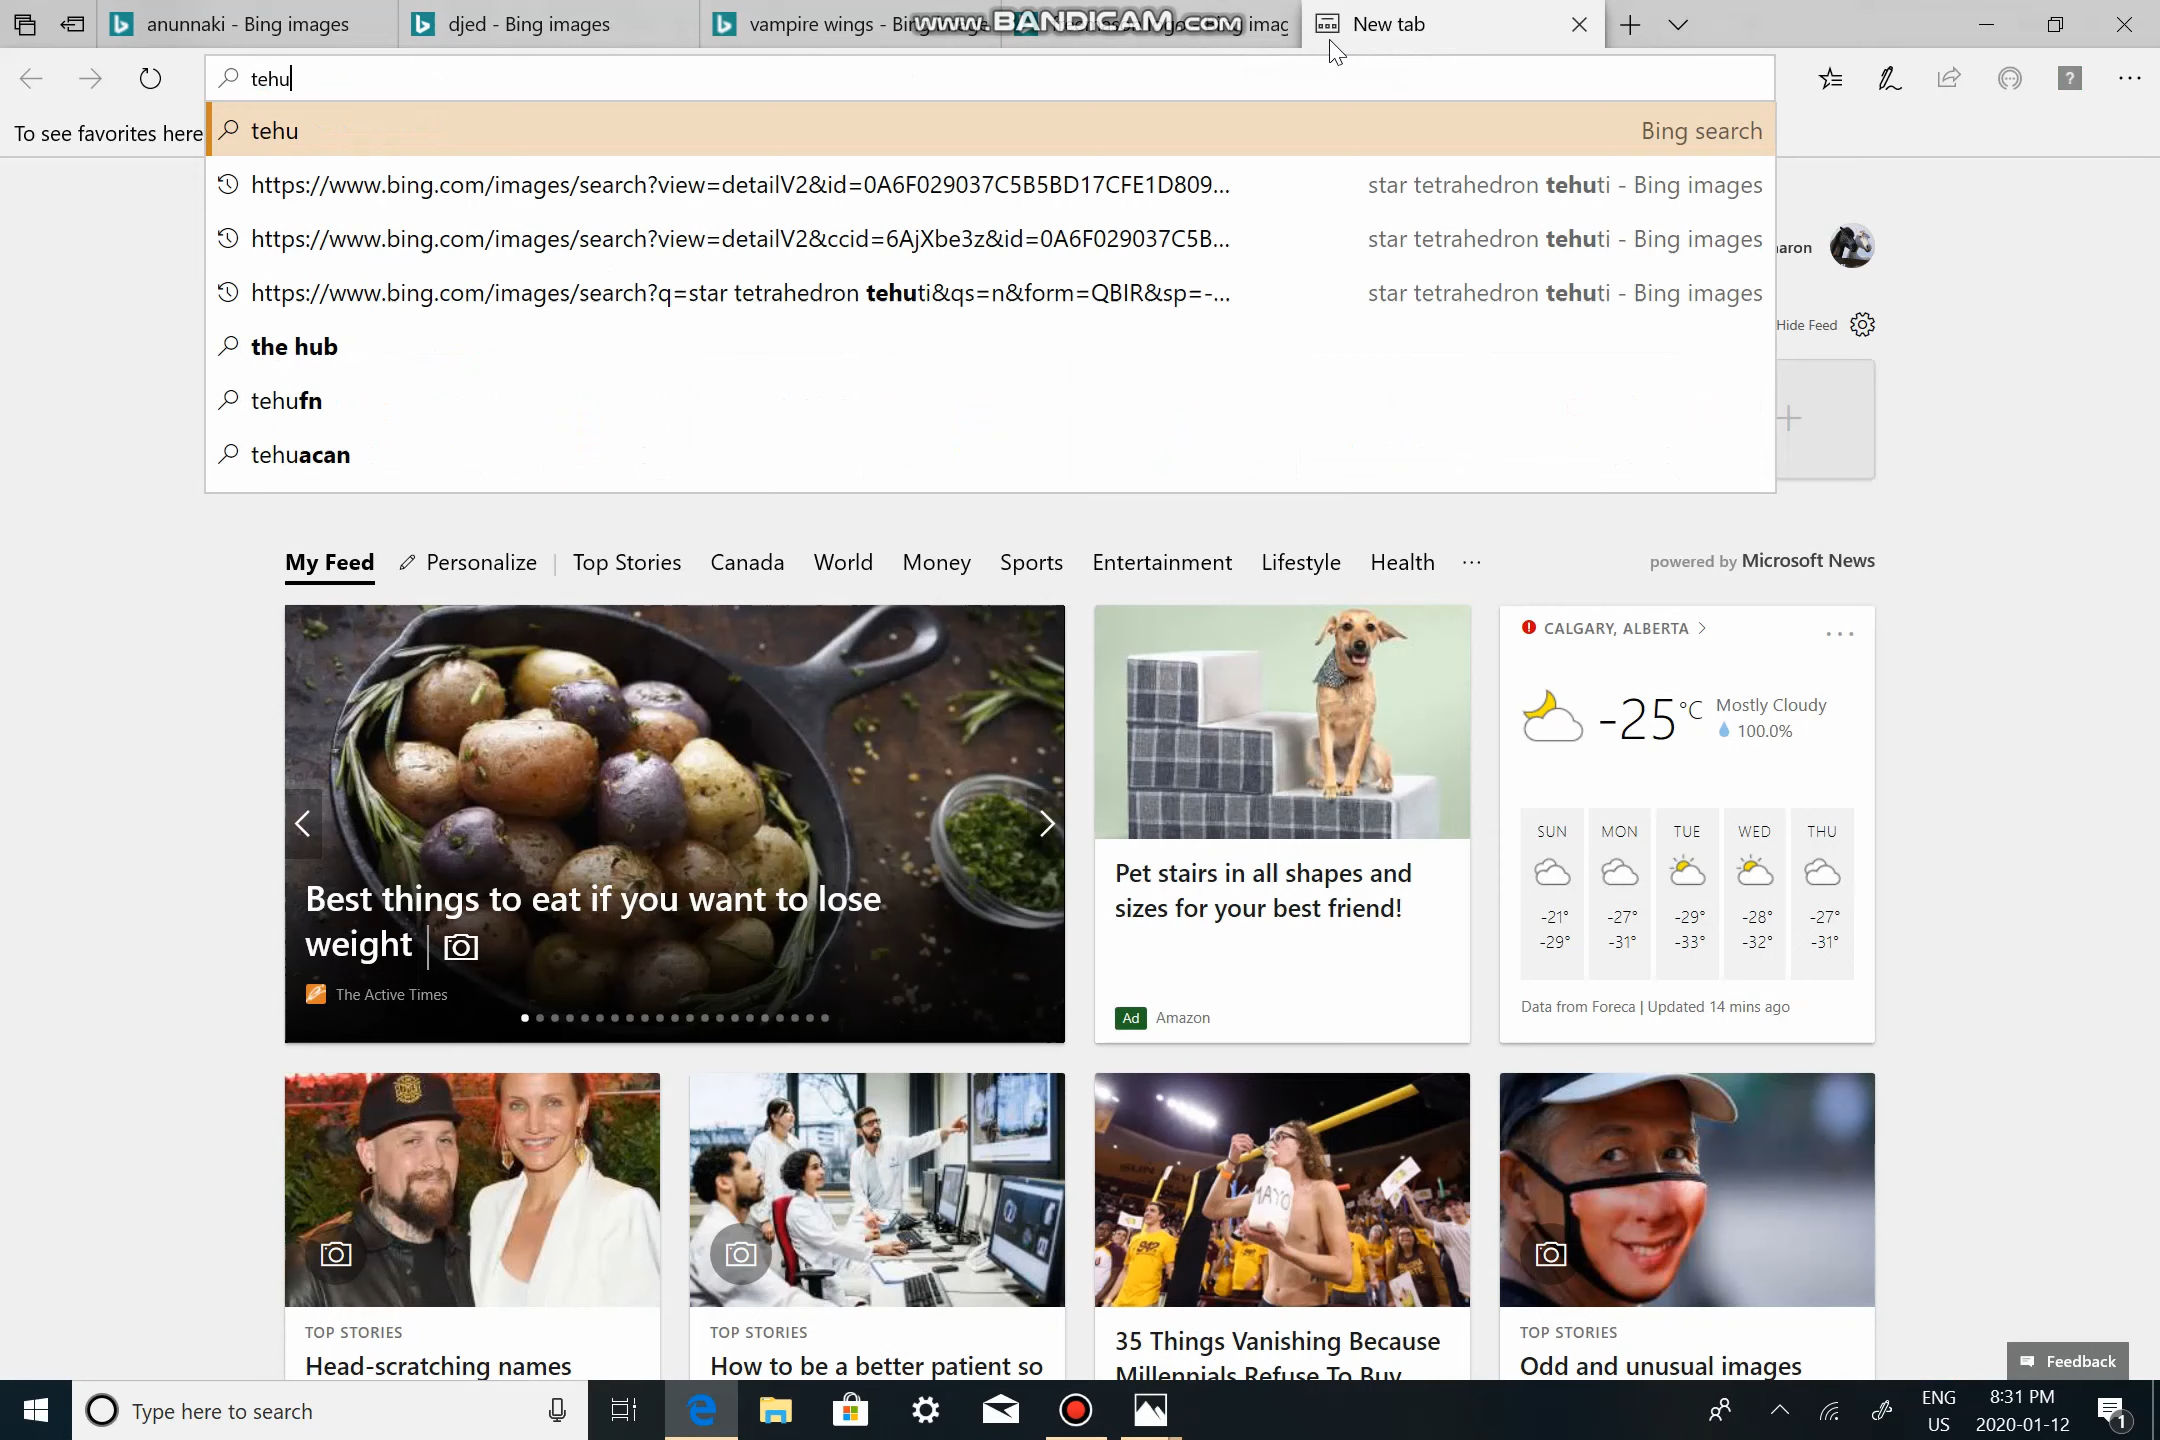 anunnaki - Bing images
djed - Bing images
vampire wings - Bing
www.BANDICAM.com
New tab
tehu
To see favorites here
tehu
Bing search
https://www.bing.com/images/search?view=detailV2&id=0A6F029037C5B5BD17CFE1D809...
star tetrahedron tehuti - Bing images
https://www.bing.com/images/search?view=detailV2&ccid=6AjXbe3z&id=0A6F029037C5B...
star tetrahedron tehuti - Bing images
https://www.bing.com/images/search?q=star tetrahedron tehuti&qs=n&form=QBIR&sp=-...
star tetrahedron tehuti - Bing images
the hub
tehufn
tehuacan
aron
Hide Feed
My Feed
Personalize
Top Stories
Canada
World
Money
Sports
Entertainment
Lifestyle
Health
...
powered by Microsoft News
Best things to eat if you want to lose
weight
The Active Times
Pet stairs in all shapes and
sizes for your best friend!
Ad Amazon
CALGARY, ALBERTA
-25°C
Mostly Cloudy
100.0%
SUN MON TUE WED THU
-21° -27° -29° -28° -27°
-29° -31° -33° -32° -31°
Data from Foreca | Updated 14 mins ago
MAYO
TOP STORIES
Head-scratching names
TOP STORIES
How to be a better patient so
35 Things Vanishing Because
Millennials Refuse To Buy
TOP STORIES
Odd and unusual images
Feedback
Type here to search
ENG
US
8:31 PM
2020-01-12
1